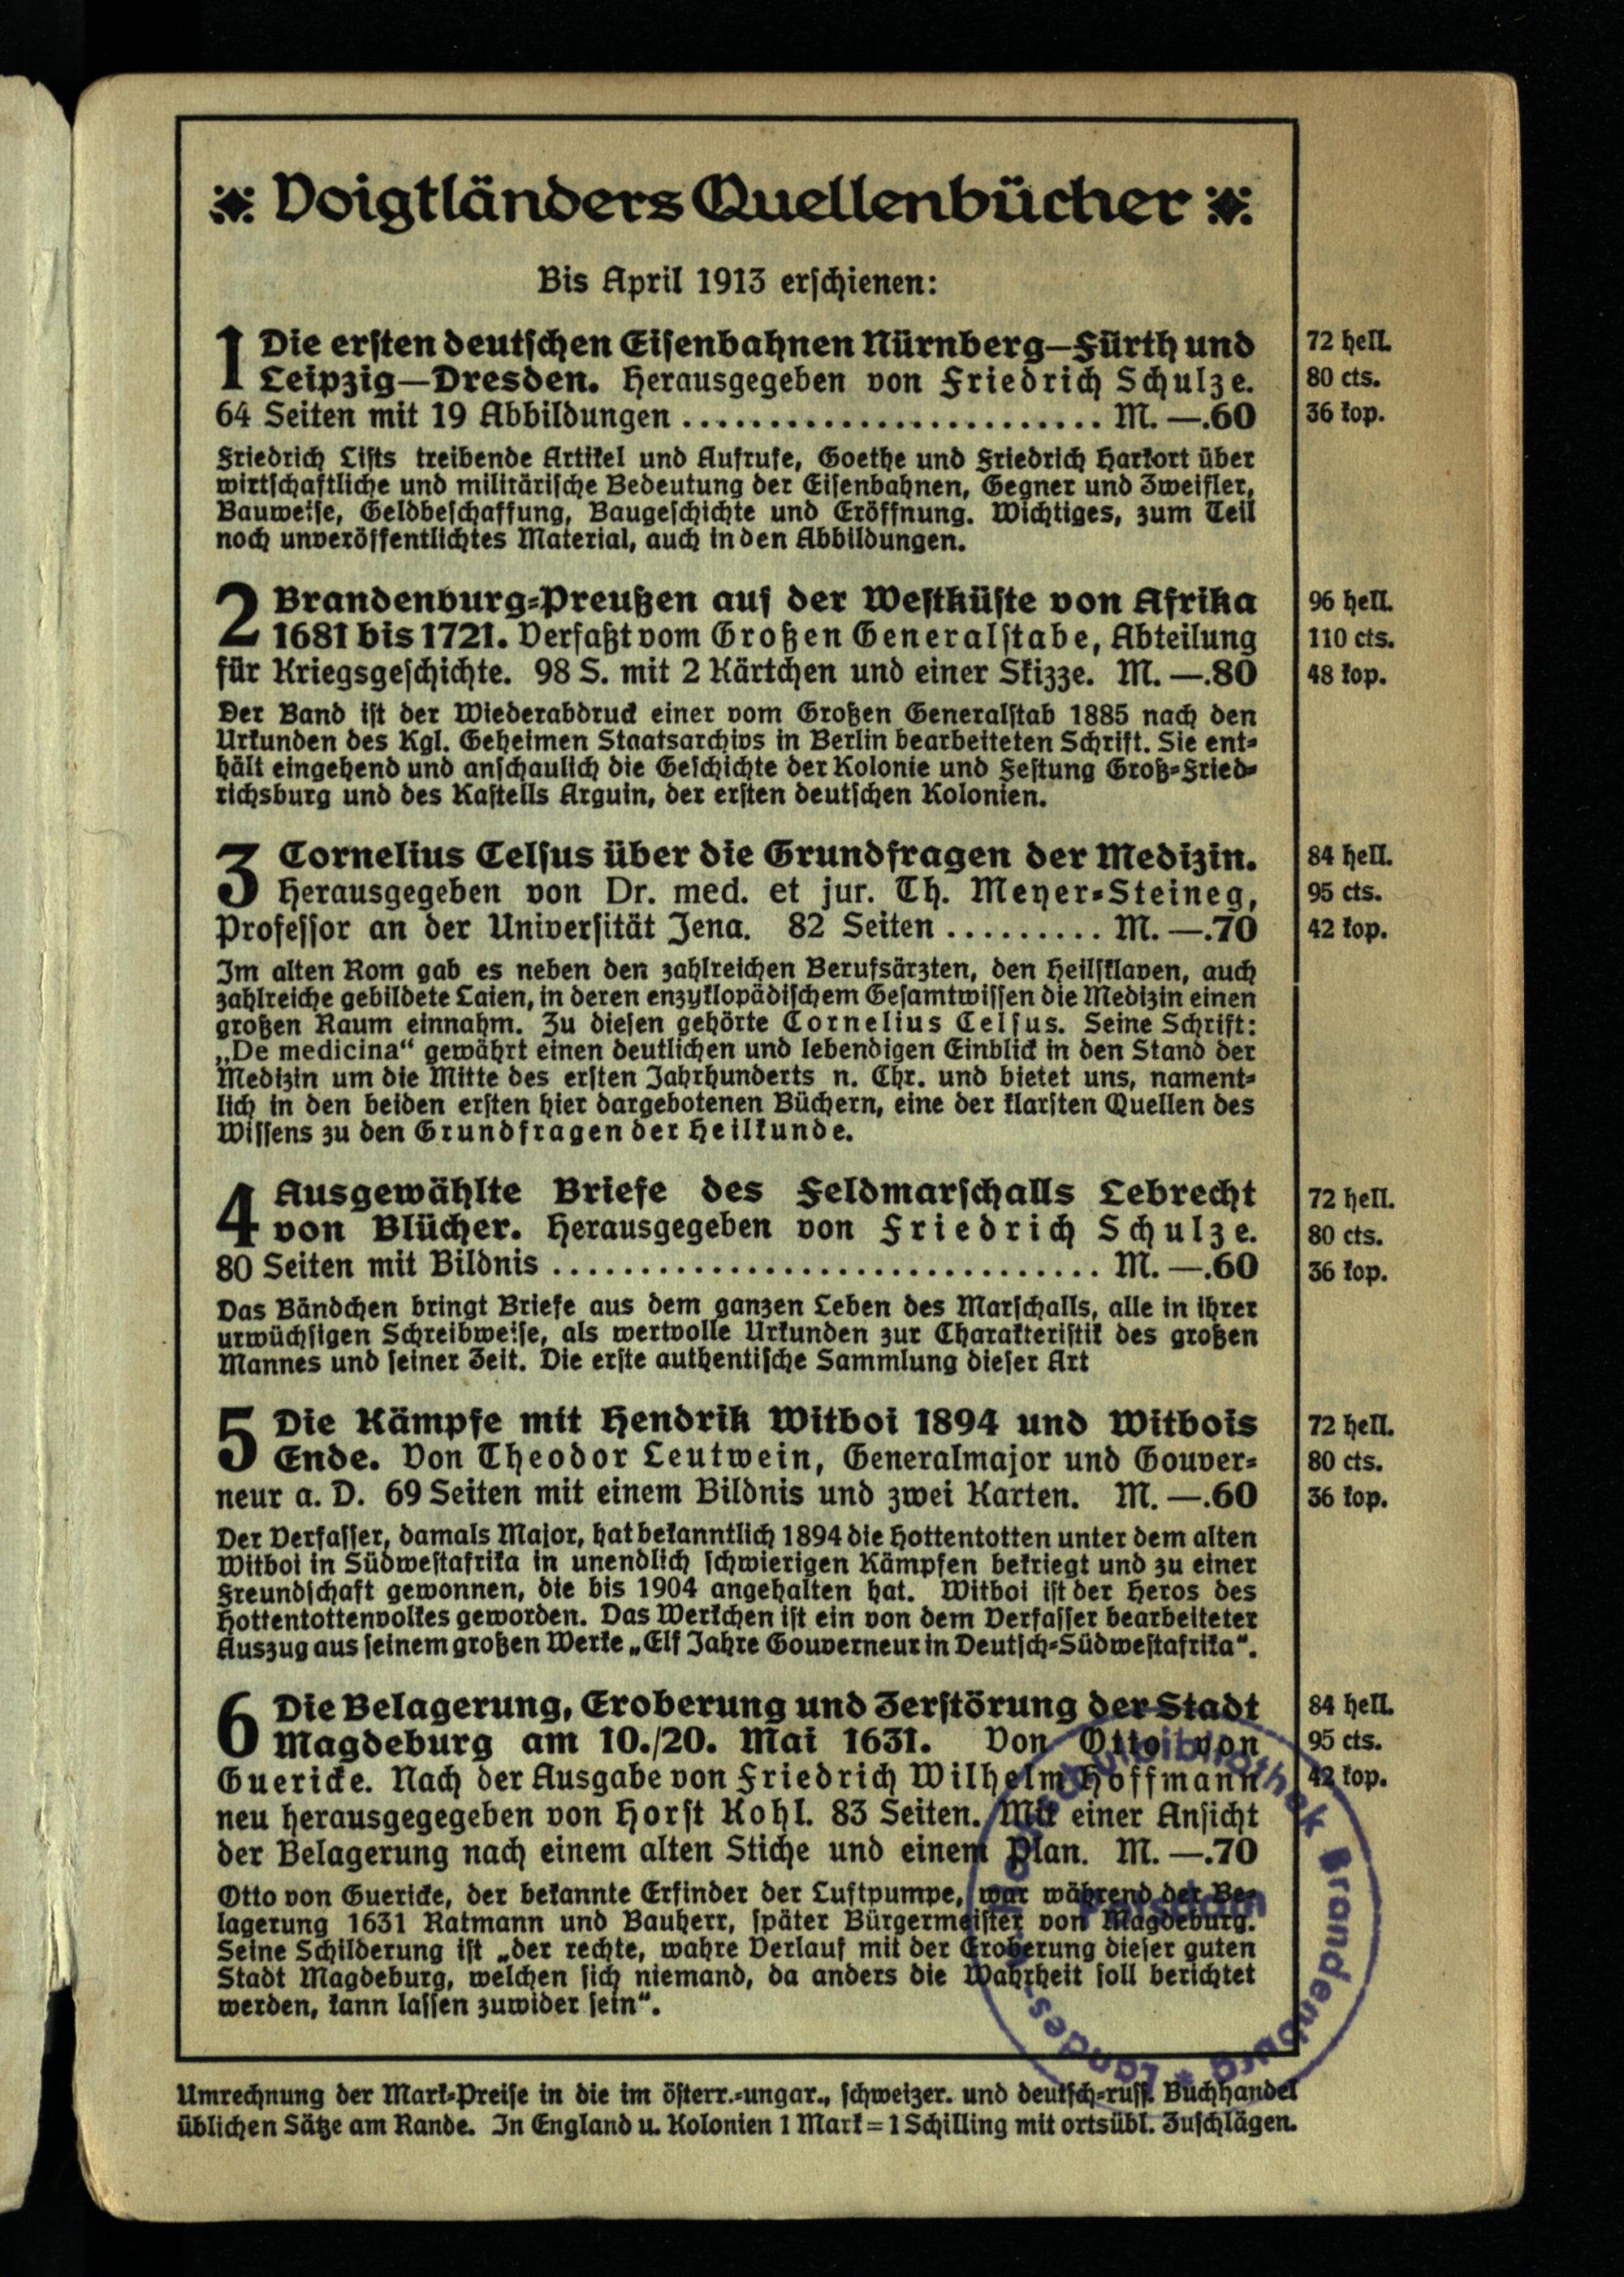 Voigtländers Quellenbücher
Bis April 1913 erschienen:
1 Die ersten deutschen Eisenbahnen Nürnberg—Fürth und
Leipzig—Dresden. Herausgegeben von Friedrich Schulze.
64 Seiten mit 19 Abbildungen ........................ M. —.60
72 Hell.
80 cts.
36 Kop.
Friedrich Lists treibende Artikel und Aufrufe, Goethe und Friedrich Harkort über
wirtschaftliche und militärische Bedeutung der Eisenbahnen, Gegner und Zweifler,
Bauweise, Geldbeschaffung, Baugeschichte und Eröffnung. Wichtiges, zum Teil
noch unveröffentlichtes Material, auch in den Abbildungen.
2 Brandenburg-Preußen auf der Westküste von Afrika
1681 bis 1721. Verfaßt vom Großen Generalstabe, Abteilung
für Kriegsgeschichte. 98 S. mit 2 Kärtchen und einer Skizze. M. —.80
96 Hell.
110 cts.
48 Kop.
Der Band ist der Wiederabdruck einer vom Großen Generalstab 1885 nach den
Urkunden des Kgl. Geheimen Staatsarchivs in Berlin bearbeiteten Schrift. Sie ent-
hält eingehend und anschaulich die Geschichte der Kolonie und Festung Groß-Fried-
richsburg und des Kastells Arguin, der ersten deutschen Kolonien.
3 Cornelius Celsus über die Grundfragen der Medizin.
Herausgegeben von Dr. med. et jur. Th. Meyer-Steineg,
Professor an der Universität Jena. 82 Seiten ......... M. —.70
84 Hell.
95 cts.
42 Kop.
Im alten Rom gab es neben den zahlreichen Berufsärzten, den Heilsklaven, auch
zahlreiche gebildete Laien, in deren enzyklopädischem Gesamtwissen die Medizin einen
großen Raum einnahm. Zu diesen gehörte Cornelius Celsus. Seine Schrift:
„De medicina“ gewährt einen deutlichen und lebendigen Einblick in den Stand der
Medizin um die Mitte des ersten Jahrhunderts n. Chr. und bietet uns, nament-
lich in den beiden ersten hier dargebotenen Büchern, eine der klarsten Quellen des
Wissens zu den Grundfragen der Heilkunde.
4 Ausgewählte Briefe des Feldmarschalls Lebrecht
von Blücher. Herausgegeben von Friedrich Schulze.
80 Seiten mit Bildnis ............................... M. —.60
72 Hell.
80 cts.
36 Kop.
Das Bändchen bringt Briefe aus dem ganzen Leben des Marschalls, alle in ihrer
urwüchsigen Schreibweise, als wertvolle Urkunden zur Charakteristik des großen
Mannes und seiner Zeit. Die erste authentische Sammlung dieser Art
5 Die Kämpfe mit Hendrik Witboi 1894 und Witbois
Ende. Von Theodor Leutwein, Generalmajor und Gouver-
neur a. D. 69 Seiten mit einem Bildnis und zwei Karten. M. —.60
72 Hell.
80 cts.
36 Kop.
Der Verfasser, damals Major, hat bekanntlich 1894 die Hottentotten unter dem alten
Witboi in Südwestafrika in unendlich schwierigen Kämpfen bekriegt und zu einer
Freundschaft gewonnen, die bis 1904 angehalten hat. Witboi ist der Heros des
Hottentottenvolkes geworden. Das Werkchen ist ein von dem Verfasser bearbeiteter
Auszug aus seinem großen Werke „Elf Jahre Gouverneur in Deutsch-Südwestafrika“.
6 Die Belagerung, Eroberung und Zerstörung der Stadt
Magdeburg am 10./20. Mai 1631. Von Otto von
Guericke. Nach der Ausgabe von Friedrich Wilhelm Hoffmann
neu herausgegegeben von Horst Kohl. 83 Seiten. Mit einer Ansicht
der Belagerung nach einem alten Stiche und einem Plan. M. —.70
84 Hell.
95 cts.
42 Kop.
Otto von Guericke, der bekannte Erfinder der Luftpumpe, war während der Be-
lagerung 1631 Ratmann und Bauherr, später Bürgermeister von Magdeburg.
Seine Schilderung ist „der rechte, wahre Verlauf mit der Eroberung dieser guten
Stadt Magdeburg, welchen sich niemand, da anders die Wahrheit soll berichtet
werden, kann lassen zuwider sein“.
Umrechnung der Mark-Preise in die im österr.-ungar., schweizer. und deutsch-russ. Buchhandel
üblichen Sätze am Rande. In England u. Kolonien 1 Mark = 1 Schilling mit ortsübl. Zuschlägen.
Brandenburg
Potsdam